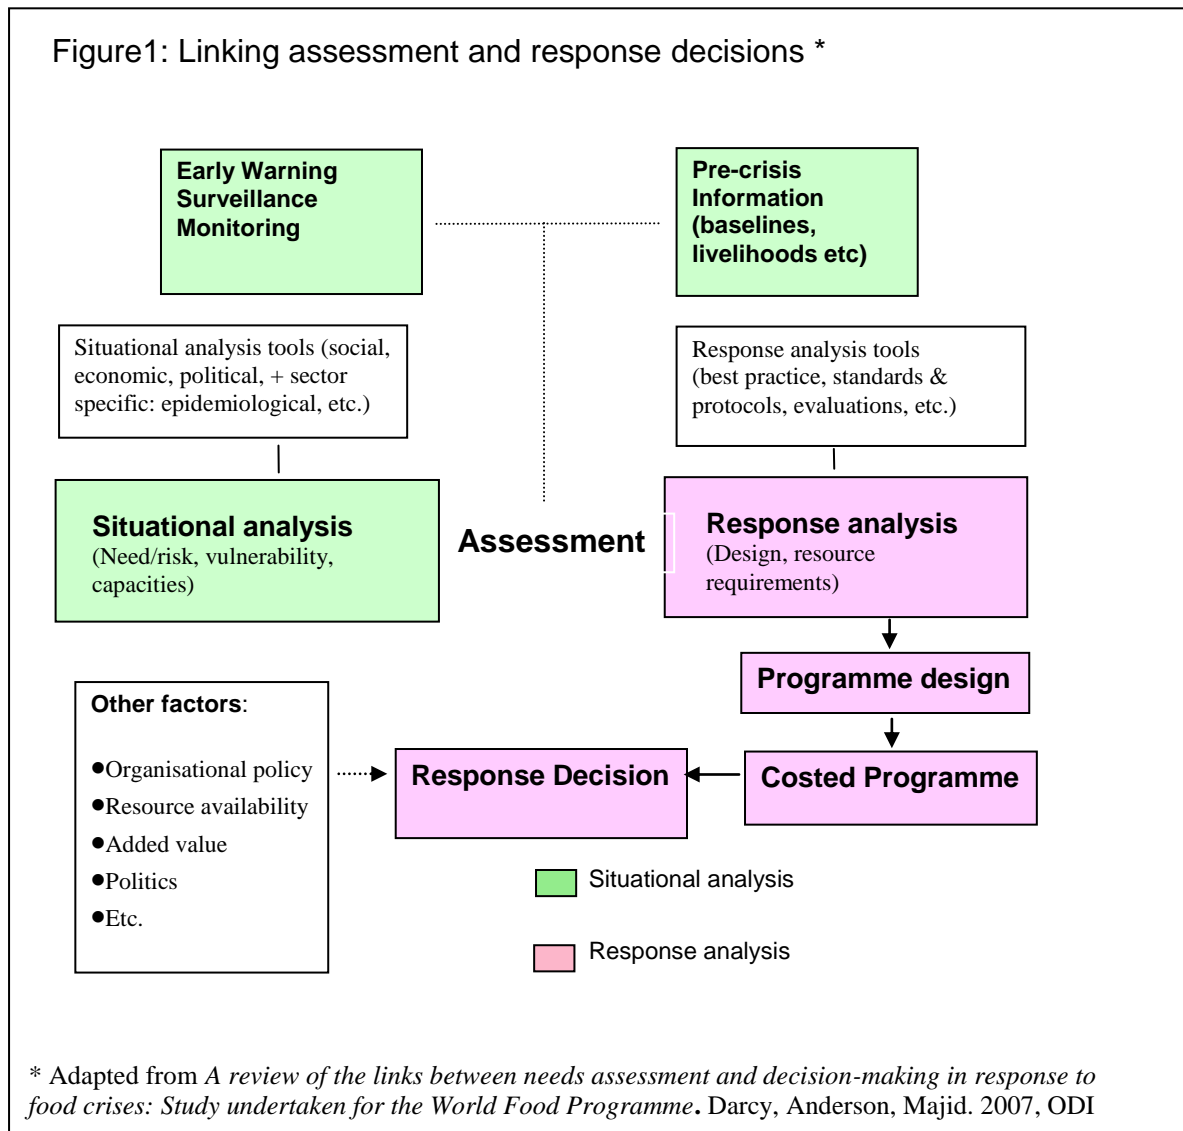 Figure1: Linking assessment and response decisions *
Early Warning
Surveillance
Monitoring
Pre-crisis
Information
(baselines,
livelihoods etc)
Situational analysis tools (social,
economic, political, + sector
specific: epidemiological, etc.)
Response analysis tools
(best practice, standards &
protocols, evaluations, etc.)
Situational analysis
(Need/risk, vulnerability,
capacities)
Assessment
Response analysis
(Design, resource
requirements)
Programme design
Other factors:
●Organisational policy
●Resource availability
●Added value
●Politics
●Etc.
Response Decision
Costed Programme
Situational analysis
Response analysis
* Adapted from A review of the links between needs assessment and decision-making in response to
food crises: Study undertaken for the World Food Programme. Darcy, Anderson, Majid. 2007, ODI